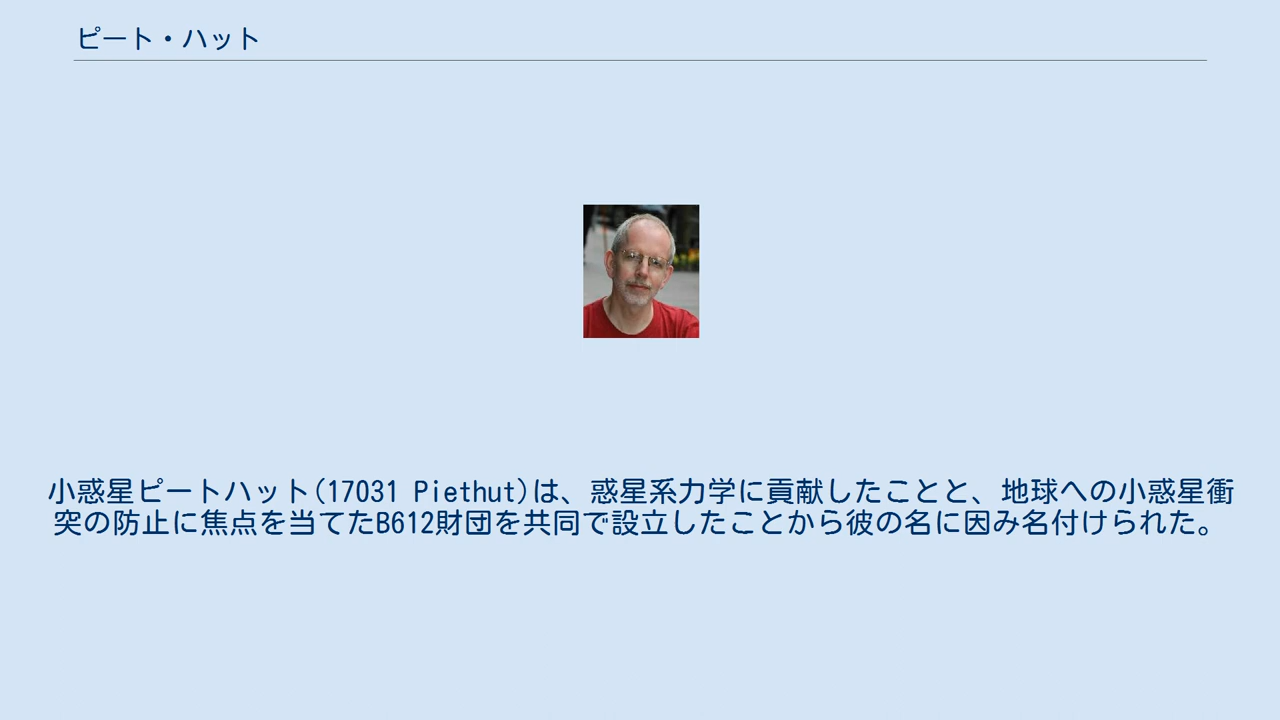 ピート・ハット
小惑星ピートハット(17031 Piethut)は、惑星系力学に貢献したことと、地球への小惑星衝
突の防止に焦点を当てたB612財団を共同で設立したことから彼の名に因み名付けられた。